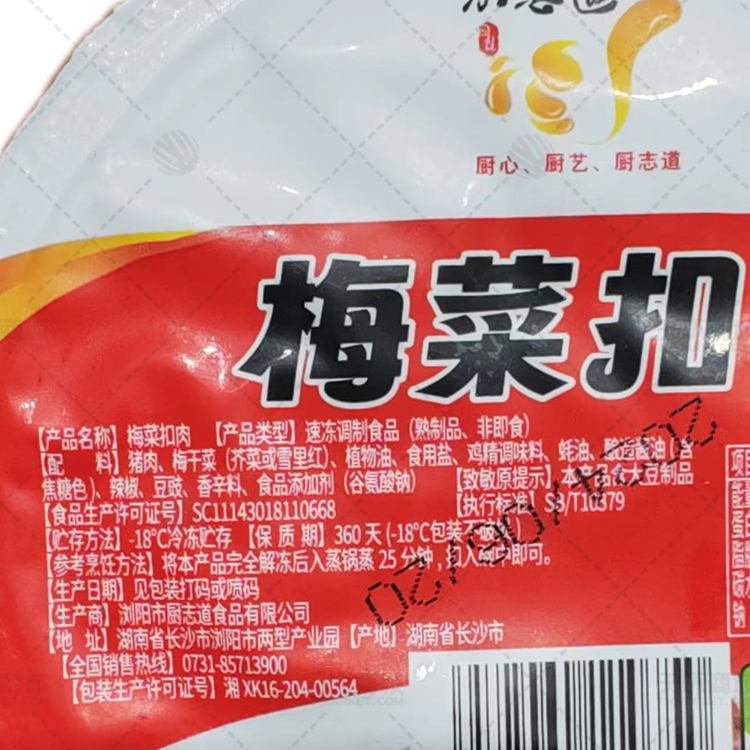 厨志道
厨心、厨艺、厨志道
梅菜扣
【产品名称】梅菜扣肉 【产品类型】速冻调制食品(熟制品、非即食)
【配 料】猪肉、梅干菜(芥菜或雪里红)、植物油、食用盐、鸡精调味料、蚝油、酿造酱油(含
焦糖色)、辣椒、豆豉、香辛料、食品添加剂(谷氨酸钠) 【致敏原提示】本 含大豆制品
【食品生产许可证号】SC11143018110668 【执行标准】SB/T10379
【贮存方法】-18°C冷冻贮存 【保 质 期】360天(-18°C包装不破
【参考烹饪方法】将本产品完全解冻后入蒸锅蒸25分钟, 即可。
【生产日期】见包装打码或喷码
【生产商】浏阳市厨志道食品有限公司
【地 址】湖南省长沙市浏阳市两型产业园【产地】湖南省长沙市
【全国销售热线】0731-85713900
【包装生产许可证号】湘XK16-204-00564
2024/08/20
项
能
蛋
脂
碳
钠